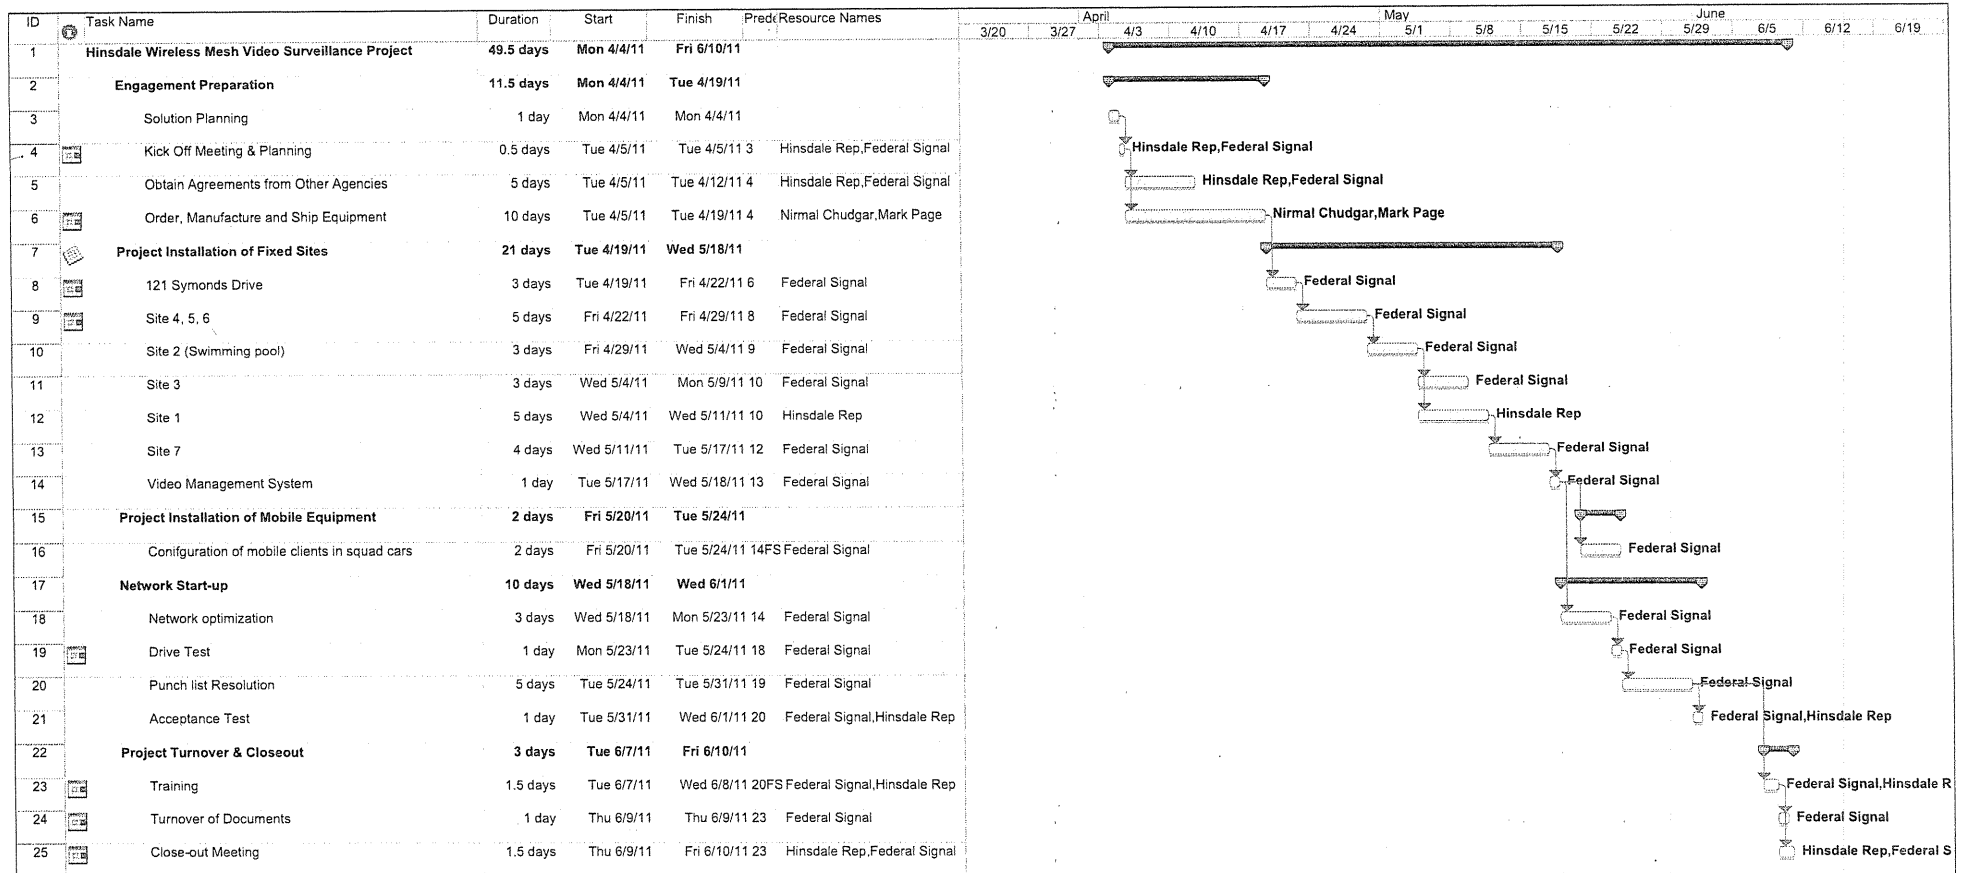 ID Task Name Duration Start Finish Prede Resource Names April May June
3/20 3/27 4/3 4/10 4/17 4/24 5/1 5/8 5/15 5/22 5/29 6/5 6/12 6/19
1 Hinsdale Wireless Mesh Video Surveillance Project 49.5 days Mon 4/4/11 Fri 6/10/11
2 Engagement Preparation 11.5 days Mon 4/4/11 Tue 4/19/11
3 Solution Planning 1 day Mon 4/4/11 Mon 4/4/11
4 Kick Off Meeting & Planning 0.5 days Tue 4/5/11 Tue 4/5/11 3 Hinsdale Rep,Federal Signal Hinsdale Rep,Federal Signal
5 Obtain Agreements from Other Agencies 5 days Tue 4/5/11 Tue 4/12/11 4 Hinsdale Rep,Federal Signal Hinsdale Rep,Federal Signal
6 Order, Manufacture and Ship Equipment 10 days Tue 4/5/11 Tue 4/19/11 4 Nirmal Chudgar,Mark Page Nirmal Chudgar,Mark Page
7 Project Installation of Fixed Sites 21 days Tue 4/19/11 Wed 5/18/11
8 121 Symonds Drive 3 days Tue 4/19/11 Fri 4/22/11 6 Federal Signal Federal Signal
9 Site 4, 5, 6 5 days Fri 4/22/11 Fri 4/29/11 8 Federal Signal Federal Signal
10 Site 2 (Swimming pool) 3 days Fri 4/29/11 Wed 5/4/11 9 Federal Signal Federal Signal
11 Site 3 3 days Wed 5/4/11 Mon 5/9/11 10 Federal Signal Federal Signal
12 Site 1 5 days Wed 5/4/11 Wed 5/11/11 10 Hinsdale Rep Hinsdale Rep
13 Site 7 4 days Wed 5/11/11 Tue 5/17/11 12 Federal Signal Federal Signal
14 Video Management System 1 day Tue 5/17/11 Wed 5/18/11 13 Federal Signal Federal Signal
15 Project Installation of Mobile Equipment 2 days Fri 5/20/11 Tue 5/24/11
16 Conifguration of mobile clients in squad cars 2 days Fri 5/20/11 Tue 5/24/11 14FS Federal Signal Federal Signal
17 Network Start-up 10 days Wed 5/18/11 Wed 6/1/11
18 Network optimization 3 days Wed 5/18/11 Mon 5/23/11 14 Federal Signal Federal Signal
19 Drive Test 1 day Mon 5/23/11 Tue 5/24/11 18 Federal Signal Federal Signal
20 Punch list Resolution 5 days Tue 5/24/11 Tue 5/31/11 19 Federal Signal Federal Signal
21 Acceptance Test 1 day Tue 5/31/11 Wed 6/1/11 20 Federal Signal,Hinsdale Rep Federal Signal,Hinsdale Rep
22 Project Turnover & Closeout 3 days Tue 6/7/11 Fri 6/10/11
23 Training 1.5 days Tue 6/7/11 Wed 6/8/11 20FS Federal Signal,Hinsdale Rep Federal Signal,Hinsdale R
24 Turnover of Documents 1 day Thu 6/9/11 Thu 6/9/11 23 Federal Signal Federal Signal
25 Close-out Meeting 1.5 days Thu 6/9/11 Fri 6/10/11 23 Hinsdale Rep,Federal Signal Hinsdale Rep,Federal S